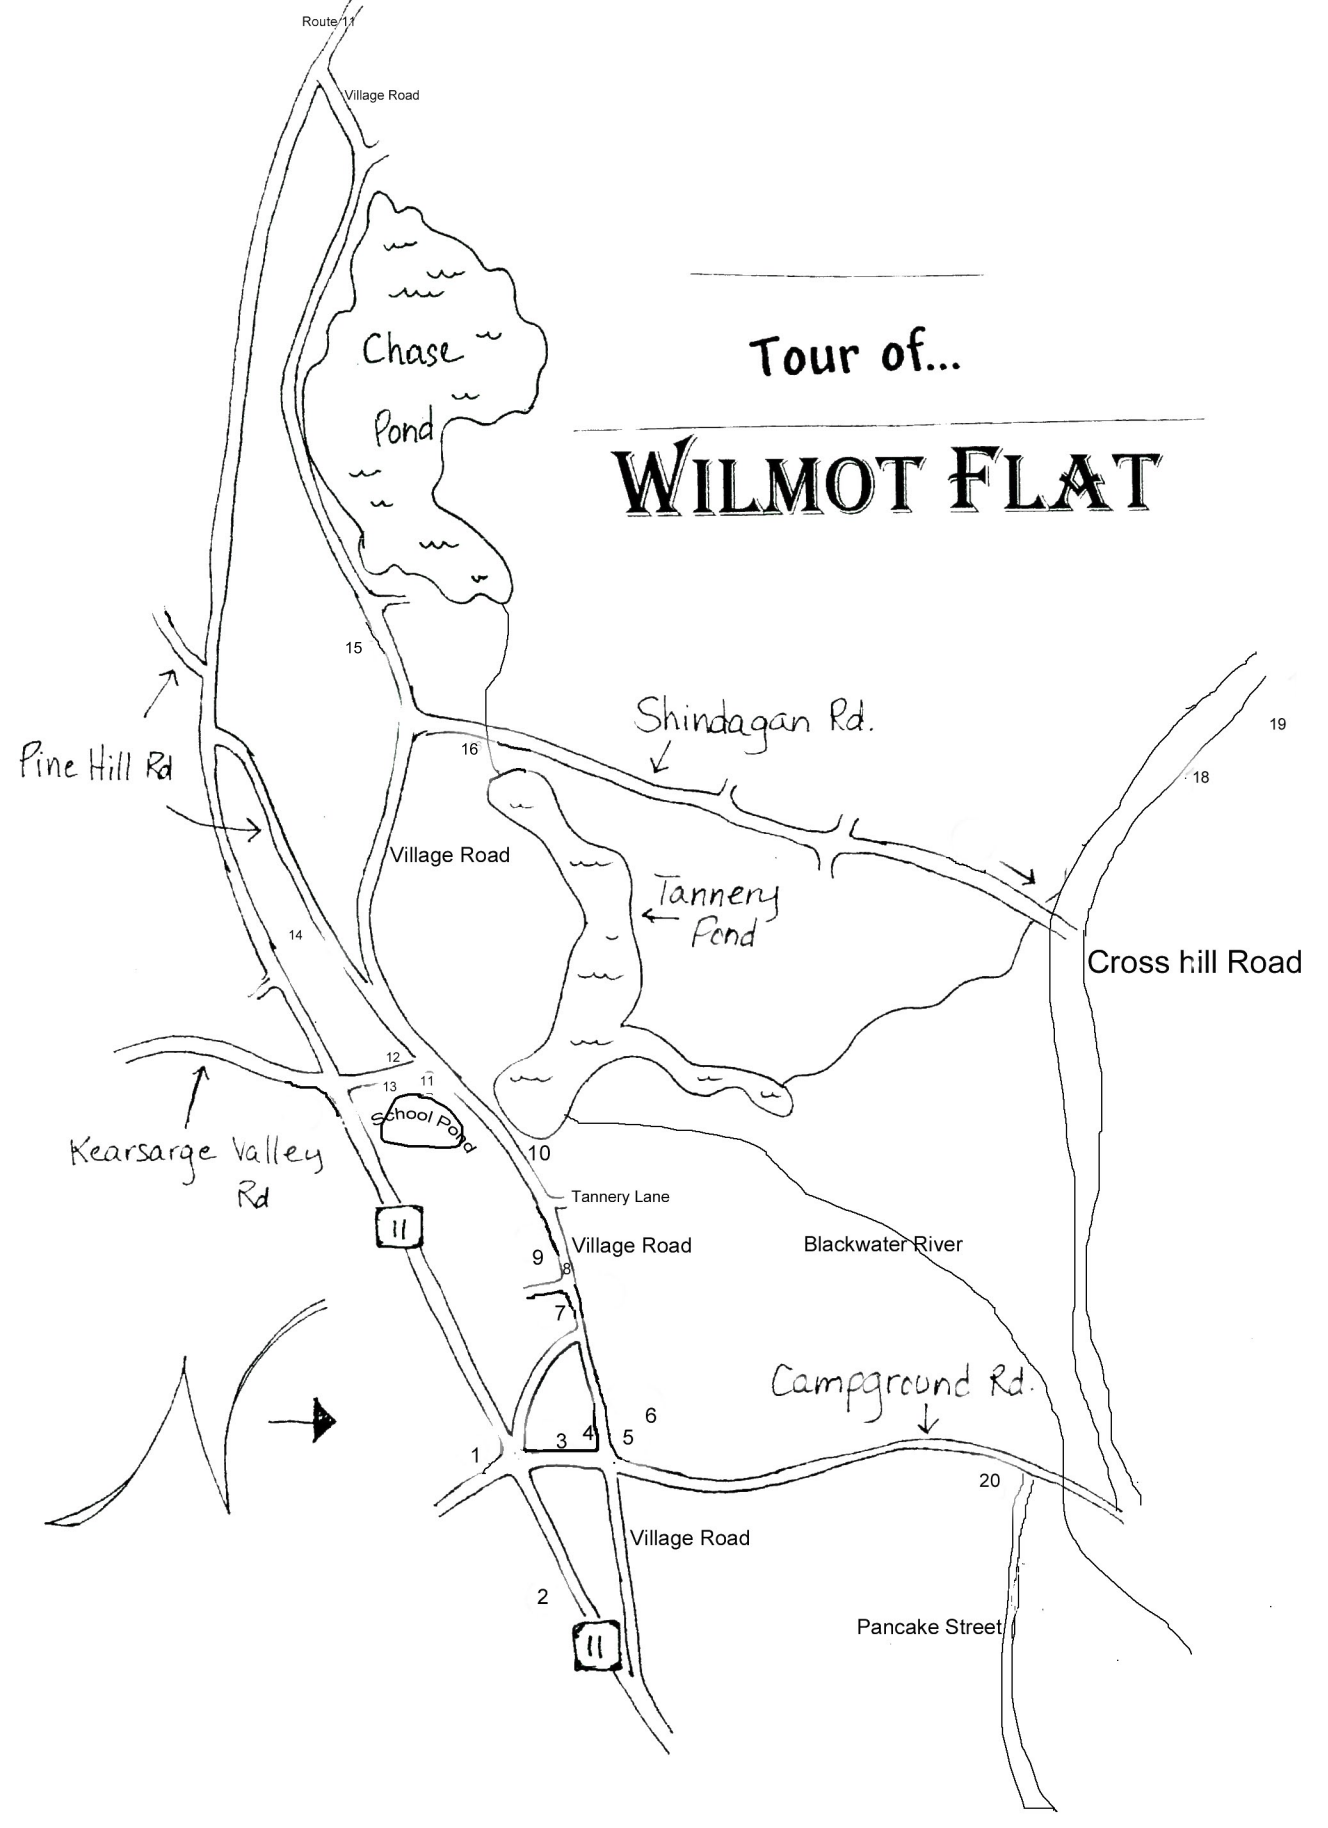 Route 11
Village Road
Chase
Pond
Tour of...
WILMOT FLAT
15
Shindagan Rd.
16
19
18
Pine Hill Rd
Village Road
Tannery
Pond
14
Cross hill Road
12
13
11
School Pond
Kearsarge Valley
Rd
10
Tannery Lane
11
Village Road
Blackwater River
9
8
7
Campground Rd.
6
5
4
3
1
20
Village Road
2
11
Pancake Street
N